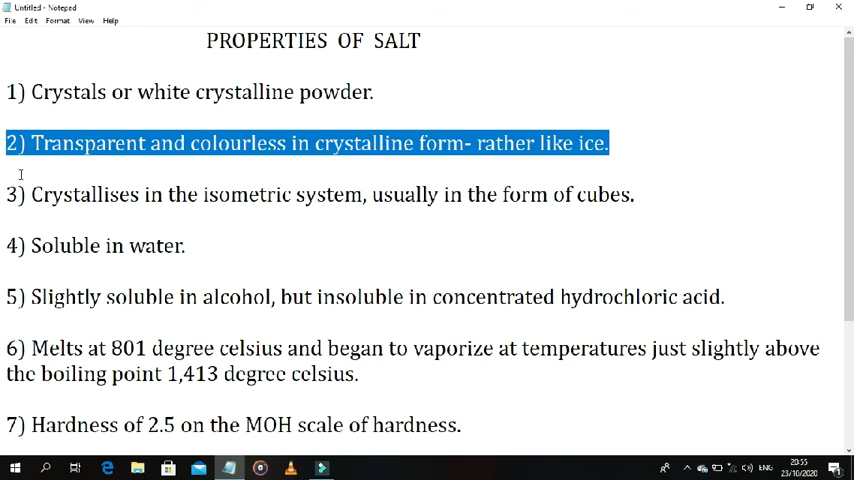 Untitled - Notepad
File Edit Format View Help
PROPERTIES OF SALT
1) Crystals or white crystalline powder.
2) Transparent and colourless in crystalline form- rather like ice.
3) Crystallises in the isometric system, usually in the form of cubes.
4) Soluble in water.
5) Slightly soluble in alcohol, but insoluble in concentrated hydrochloric acid.
6) Melts at 801 degree celsius and began to vaporize at temperatures just slightly above
the boiling point 1,413 degree celsius.
7) Hardness of 2.5 on the MOH scale of hardness.
ENG
20:55
23/10/2020